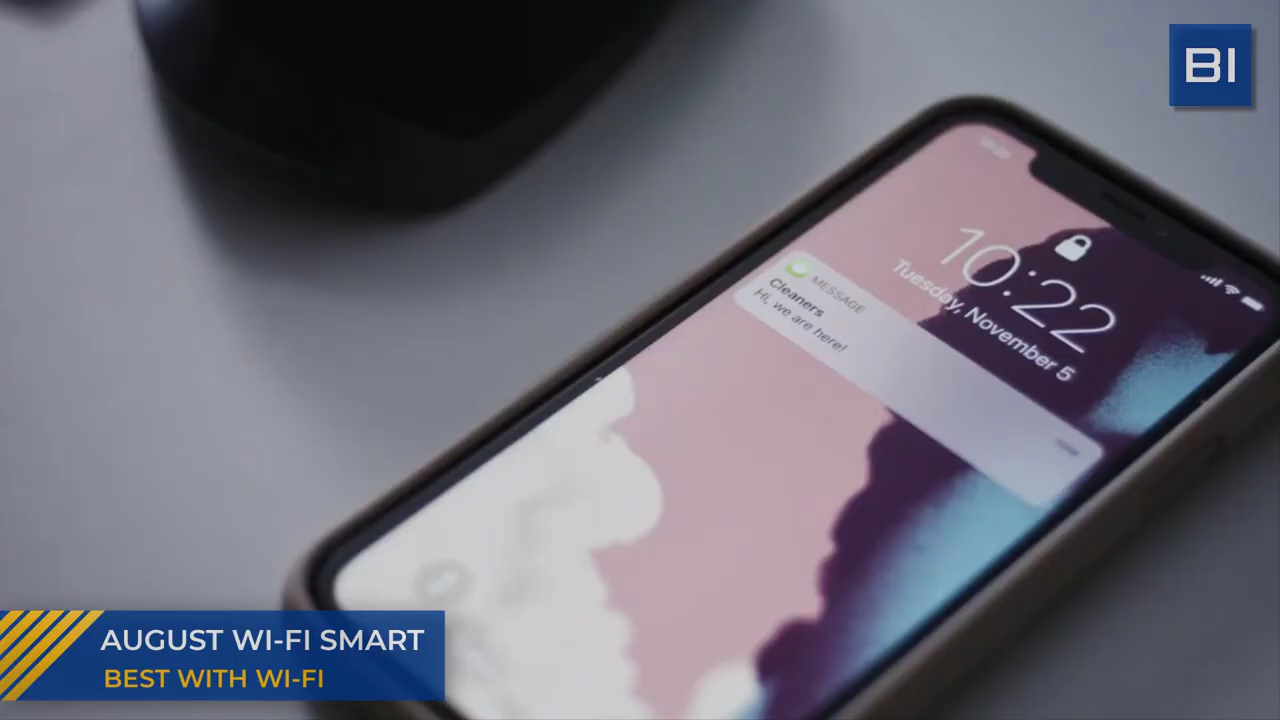 BI
10:22
Tuesday, November 5
MESSAGE
Cleaners
Hi, we are here!
now
AUGUST WI-FI SMART
BEST WITH WI-FI